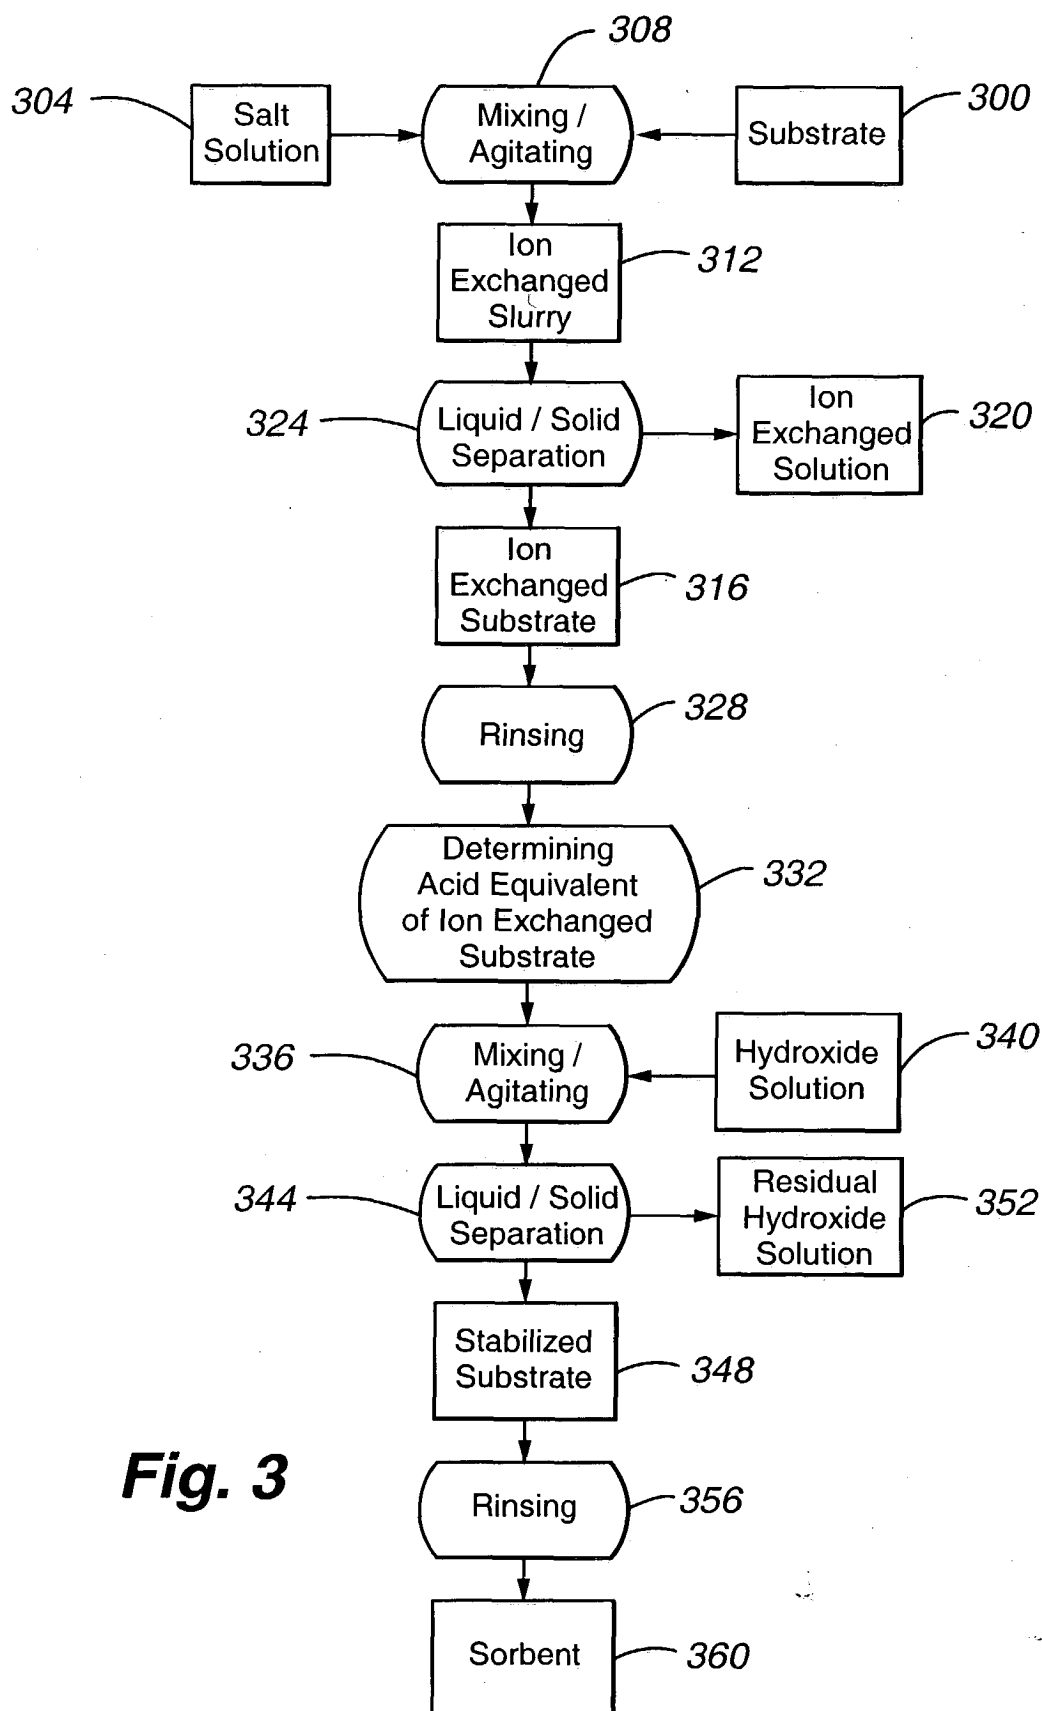 308
304
Salt
Solution
Mixing /
Agitating
Substrate
300
Ion
Exchanged
Slurry
312
324
Liquid / Solid
Separation
Ion
Exchanged
Solution
320
Ion
Exchanged
Substrate
316
Rinsing
328
Determining
Acid Equivalent
of Ion Exchanged
Substrate
332
336
Mixing /
Agitating
Hydroxide
Solution
340
344
Liquid / Solid
Separation
Residual
Hydroxide
Solution
352
Stabilized
Substrate
348
Fig. 3
Rinsing
356
Sorbent
360